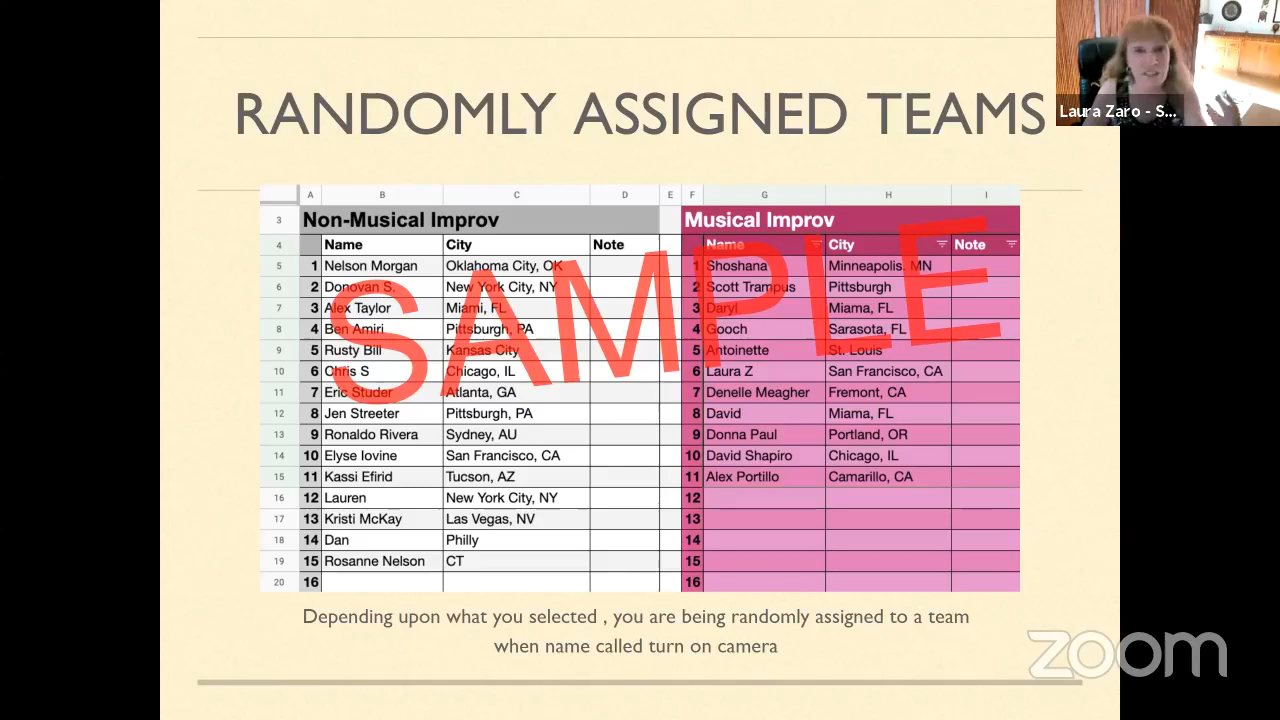 RANDOMLY ASSIGNED TEAMS
Laura Zaro - S...
A B C D E F G H I
3 Non-Musical Improv Musical Improv
4 Name City Note Name City Note
5 1 Nelson Morgan Oklahoma City, OK 1 Shoshana Minneapolis, MN
6 2 Donovan S. New York City, NY 2 Scott Trampus Pittsburgh
7 3 Alex Taylor Miami, FL 3 Daryl Miama, FL
8 4 Ben Amiri Pittsburgh, PA 4 Gooch Sarasota, FL
9 5 Rusty Bill Kansas City 5 Antoinette St. Louis
10 6 Chris S Chicago, IL 6 Laura Z San Francisco, CA
11 7 Eric Studer Atlanta, GA 7 Denelle Meagher Fremont, CA
12 8 Jen Streeter Pittsburgh, PA 8 David Miama, FL
13 9 Ronaldo Rivera Sydney, AU 9 Donna Paul Portland, OR
14 10 Elyse Iovine San Francisco, CA 10 David Shapiro Chicago, IL
15 11 Kassi Efirid Tucson, AZ 11 Alex Portillo Camarillo, CA
16 12 Lauren New York City, NY 12
17 13 Kristi McKay Las Vegas, NV 13
18 14 Dan Philly 14
19 15 Rosanne Nelson CT 15
20 16 16
SAMPLE
Depending upon what you selected , you are being randomly assigned to a team
when name called turn on camera
zoom